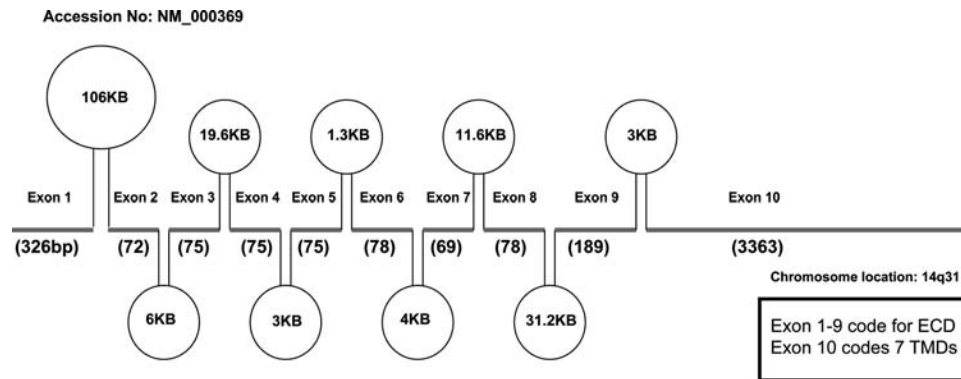 Accession No: NM_000369
106KB
19.6KB
1.3KB
11.6KB
3KB
Exon 1
Exon 2
Exon 3
Exon 4
Exon 5
Exon 6
Exon 7
Exon 8
Exon 9
Exon 10
(326bp)
(72)
(75)
(75)
(75)
(78)
(69)
(78)
(189)
(3363)
Chromosome location: 14q31
6KB
3KB
4KB
31.2KB
Exon 1-9 code for ECD
Exon 10 codes 7 TMDs